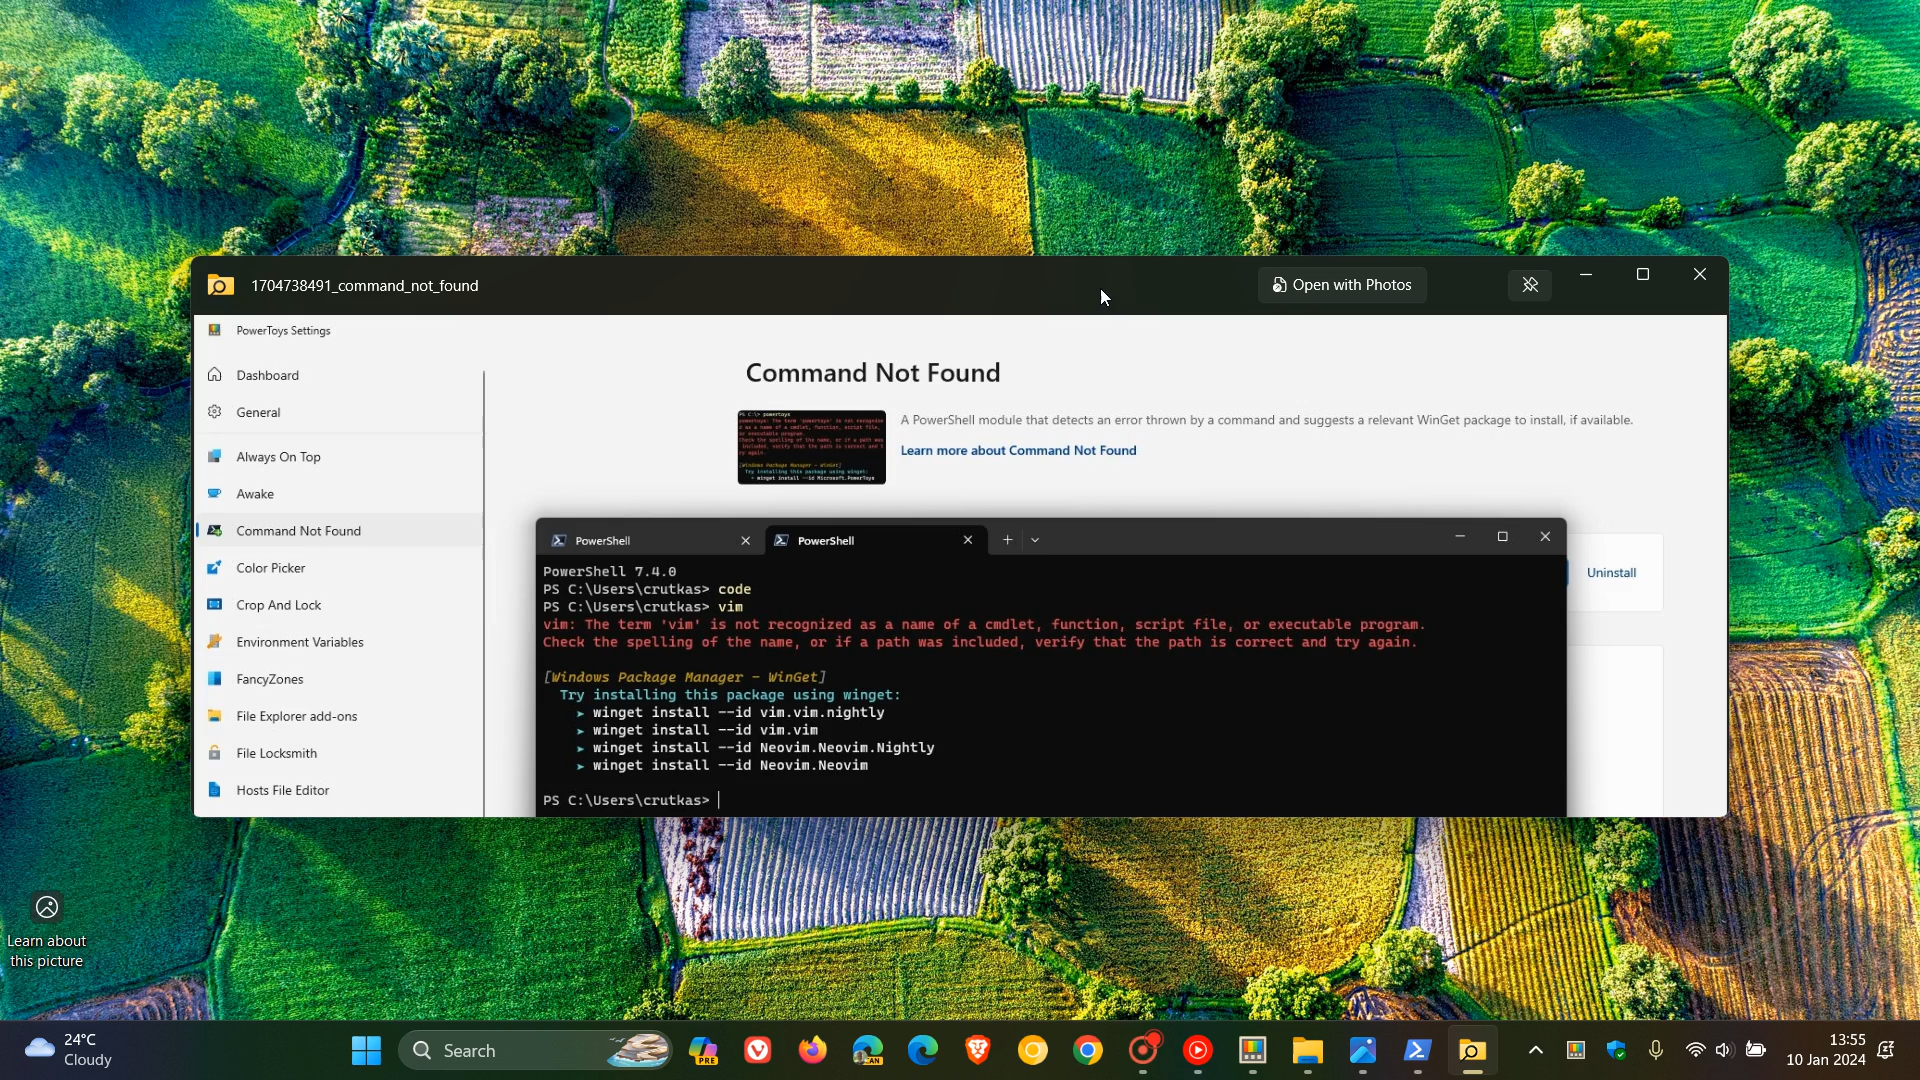 1704738491_command_not_found
Open with Photos
PowerToys Settings
Dashboard
General
Always On Top
Awake
Command Not Found
Color Picker
Crop And Lock
Environment Variables
FancyZones
File Explorer add-ons
File Locksmith
Hosts File Editor
Command Not Found
A PowerShell module that detects an error thrown by a command and suggests a relevant WinGet package to install, if available.
Learn more about Command Not Found
Uninstall
PowerShell
PowerShell
PowerShell 7.4.0
PS C:\Users\crutkas> code
PS C:\Users\crutkas> vim
vim: The term 'vim' is not recognized as a name of a cmdlet, function, script file, or executable program.
Check the spelling of the name, or if a path was included, verify that the path is correct and try again.
[Windows Package Manager - WinGet]
Try installing this package using winget:
➤ winget install --id vim.vim.nightly
➤ winget install --id vim.vim
➤ winget install --id Neovim.Neovim.Nightly
➤ winget install --id Neovim.Neovim
PS C:\Users\crutkas>
Learn about
this picture
24°C
Cloudy
Search
PRE
CAN
13:55
10 Jan 2024